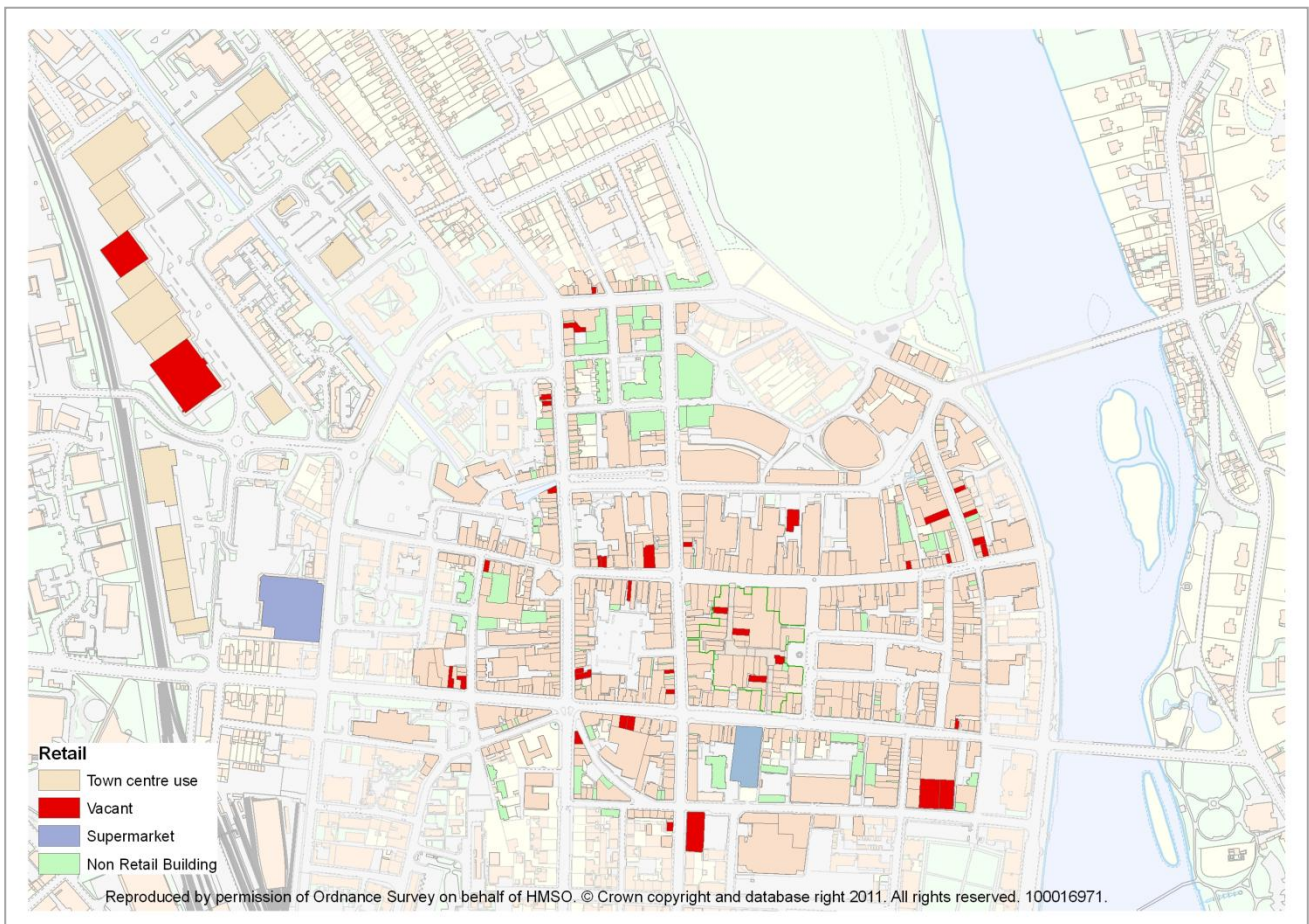 Retail
Town centre use
Vacant
Supermarket
Non Retail Building
Reproduced by permission of Ordnance Survey on behalf of HMSO. © Crown copyright and database right 2011. All rights reserved. 100016971.